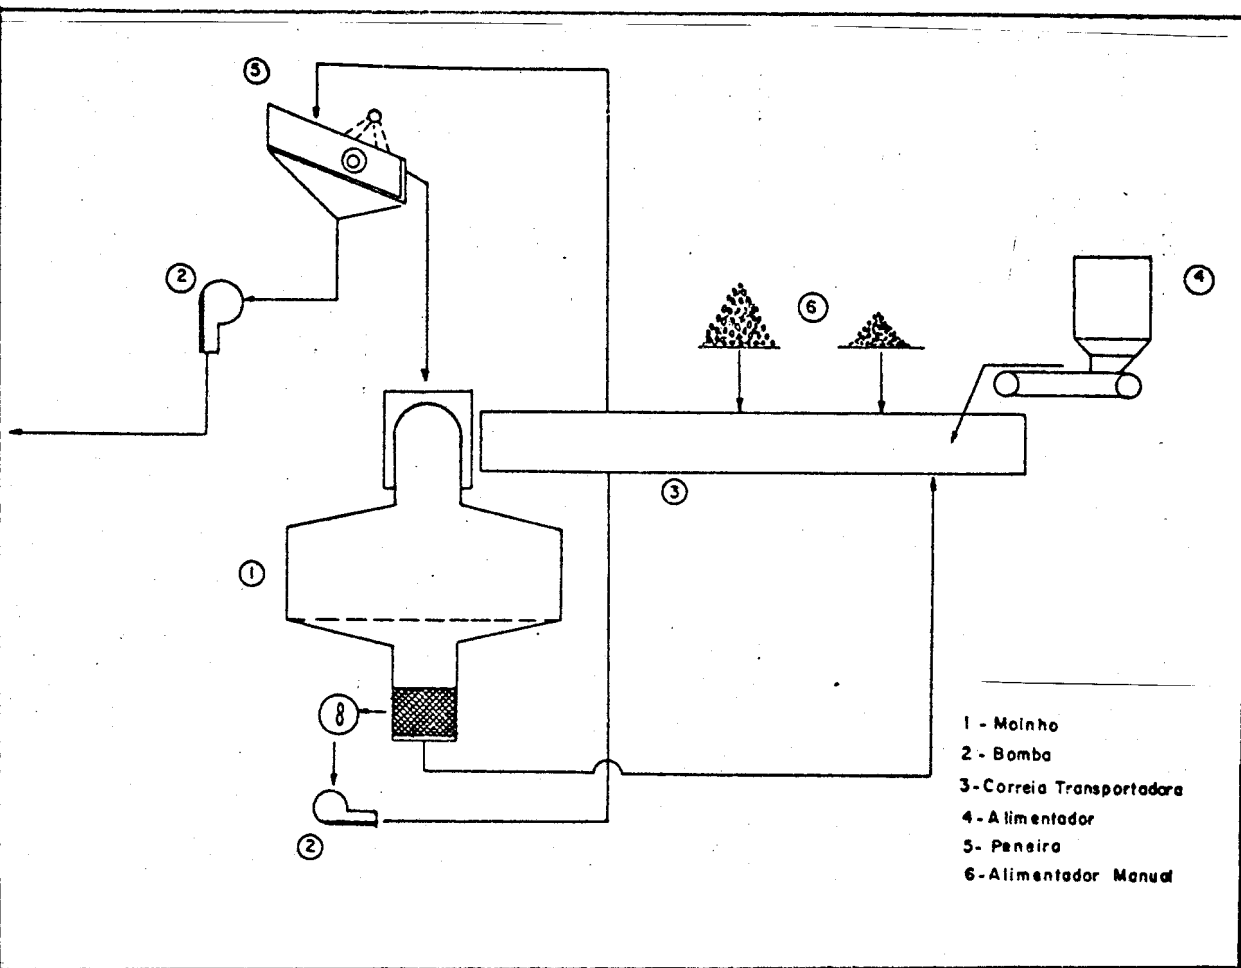 5
2
6
4
3
1
8
2
1 - Moinho
2 - Bomba
3-Correia Transportadora
4-Alimentador
5- Peneira
6-Alimentador Manual